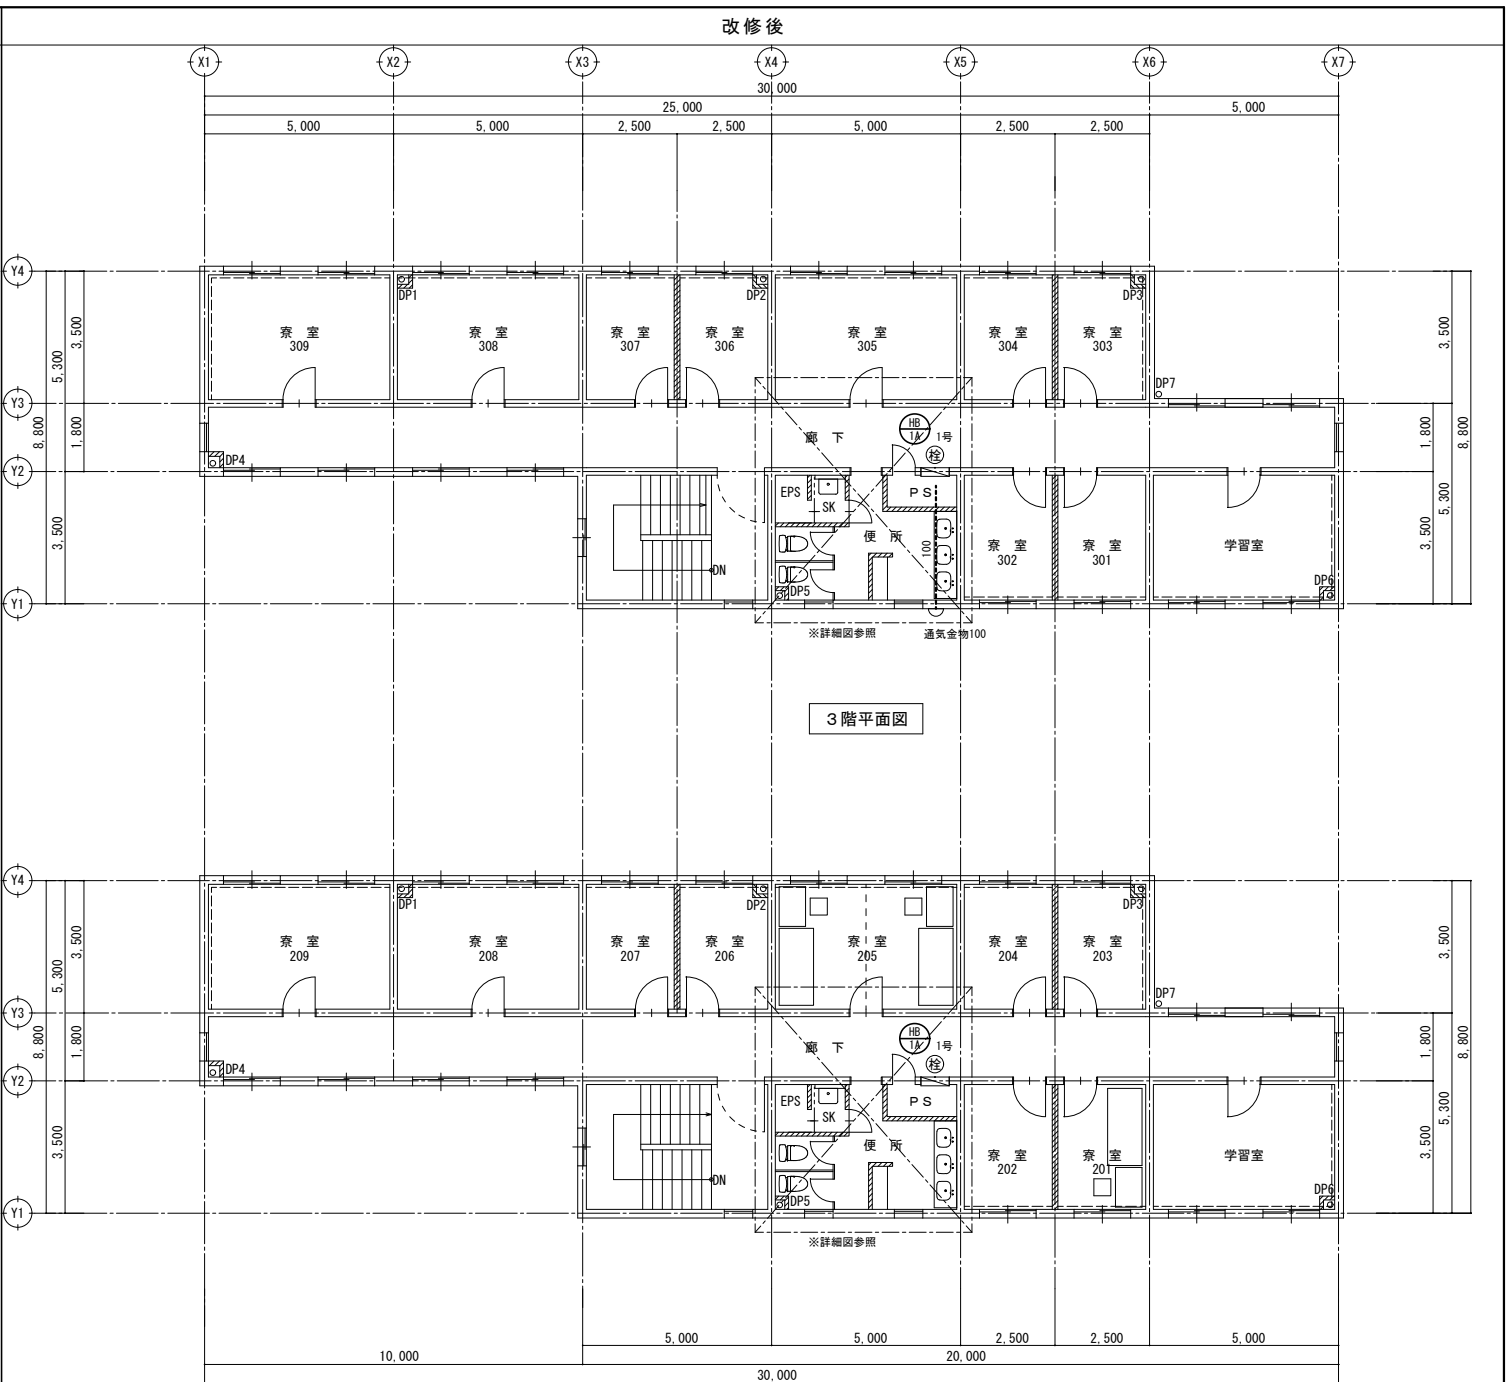 改修後
X1 X2 X3 X4 X5 X6 X7
30,000
25,000 5,000
5,000 5,000 2,500 2,500 5,000 2,500 2,500
Y4
DP1 DP2 DP3
寮 室 寮 室 寮 室 寮 室 寮 室 寮 室 寮 室
309 308 307 306 305 304 303
3,500 5,300 3,500
DP7
Y3
8,800 1,800 廊 下 HB 1A 1号 1,800 8,800
栓
DP4
Y2
EPS SK PS
3,500 便 所 100 寮 室 寮 室 学習室 3,500 5,300
302 301
DN DP5 DP6
Y1
※詳細図参照 通気金物100
3階平面図
Y4
DP1 DP2 DP3
寮 室 寮 室 寮 室 寮 室 寮 室 寮 室 寮 室
209 208 207 206 205 204 203
3,500 5,300 3,500
DP7
Y3
8,800 1,800 廊 下 HB 1A 1号 1,800 8,800
栓
DP4
Y2
EPS SK PS
3,500 便 所 寮 室 寮 室 学習室 3,500 5,300
202 201
DN DP5 DP6
Y1
※詳細図参照
5,000 5,000 2,500 2,500 5,000
10,000 20,000
30,000